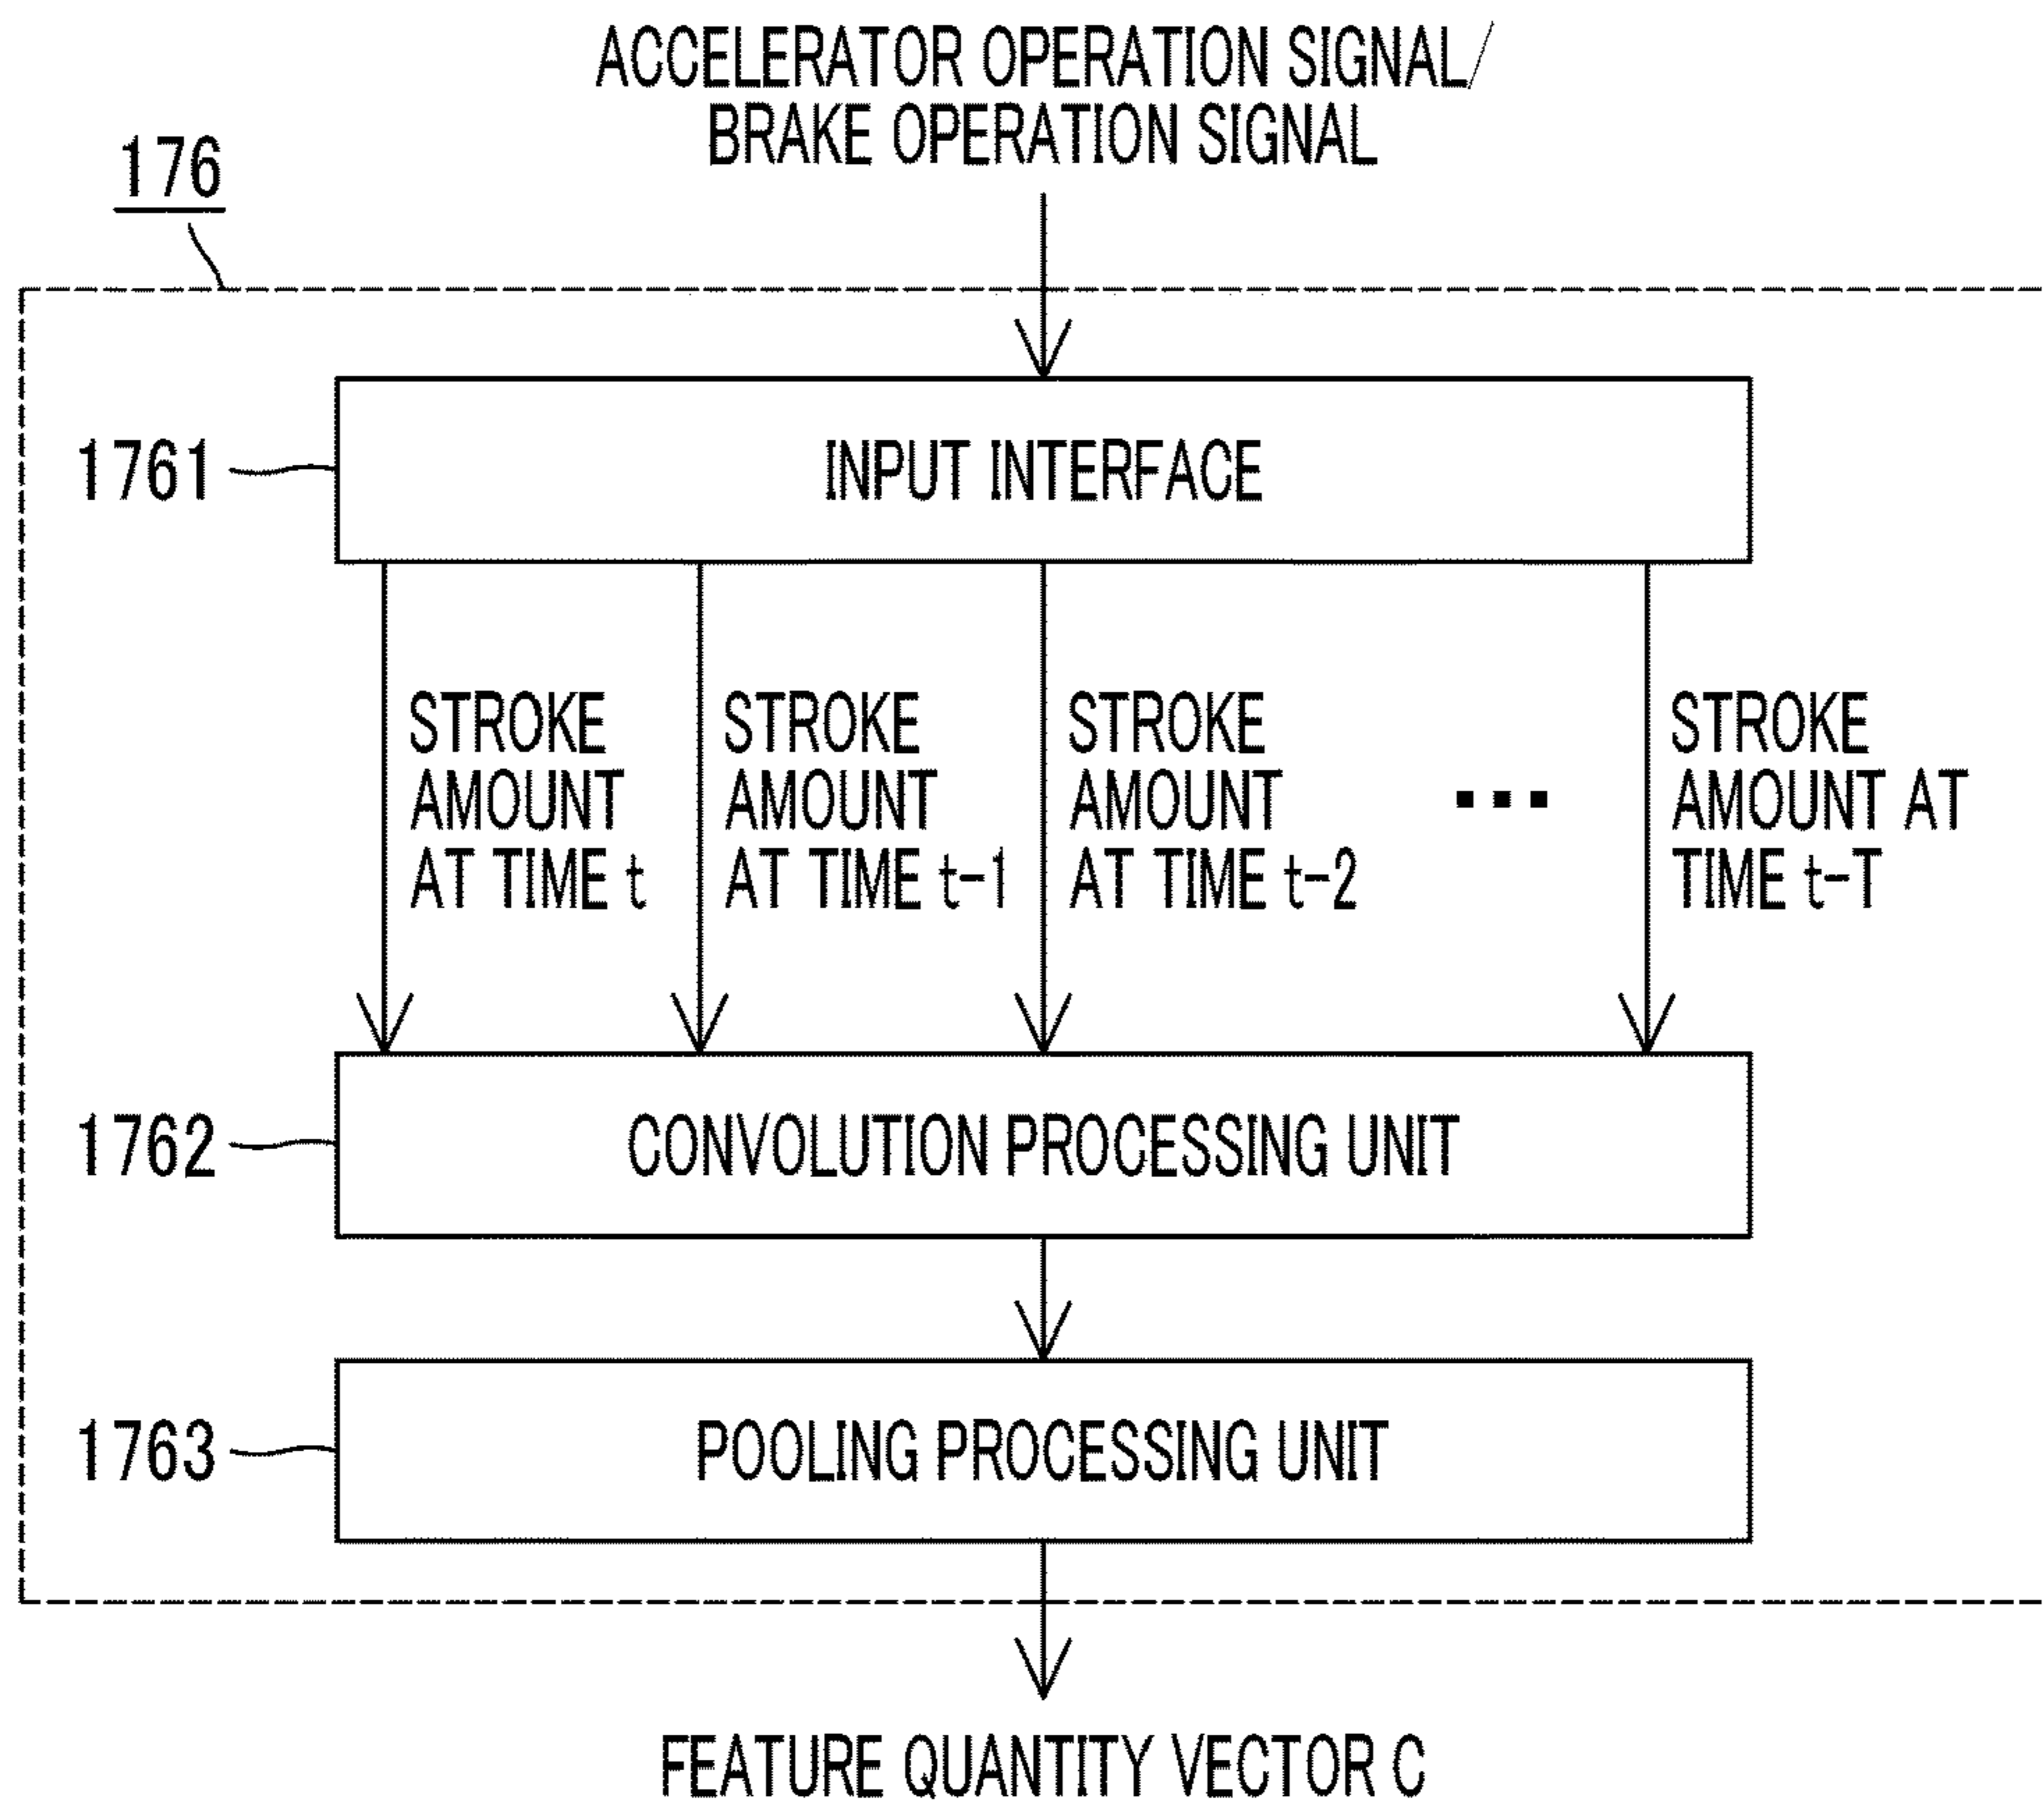 ACCELERATOR OPERATION SIGNAL/
BRAKE OPERATION SIGNAL
176
1761
INPUT INTERFACE
STROKE
AMOUNT
AT TIME t
STROKE
AMOUNT
AT TIME t-1
STROKE
AMOUNT
AT TIME t-2
...
STROKE
AMOUNT AT
TIME t-T
1762
CONVOLUTION PROCESSING UNIT
1763
POOLING PROCESSING UNIT
FEATURE QUANTITY VECTOR C